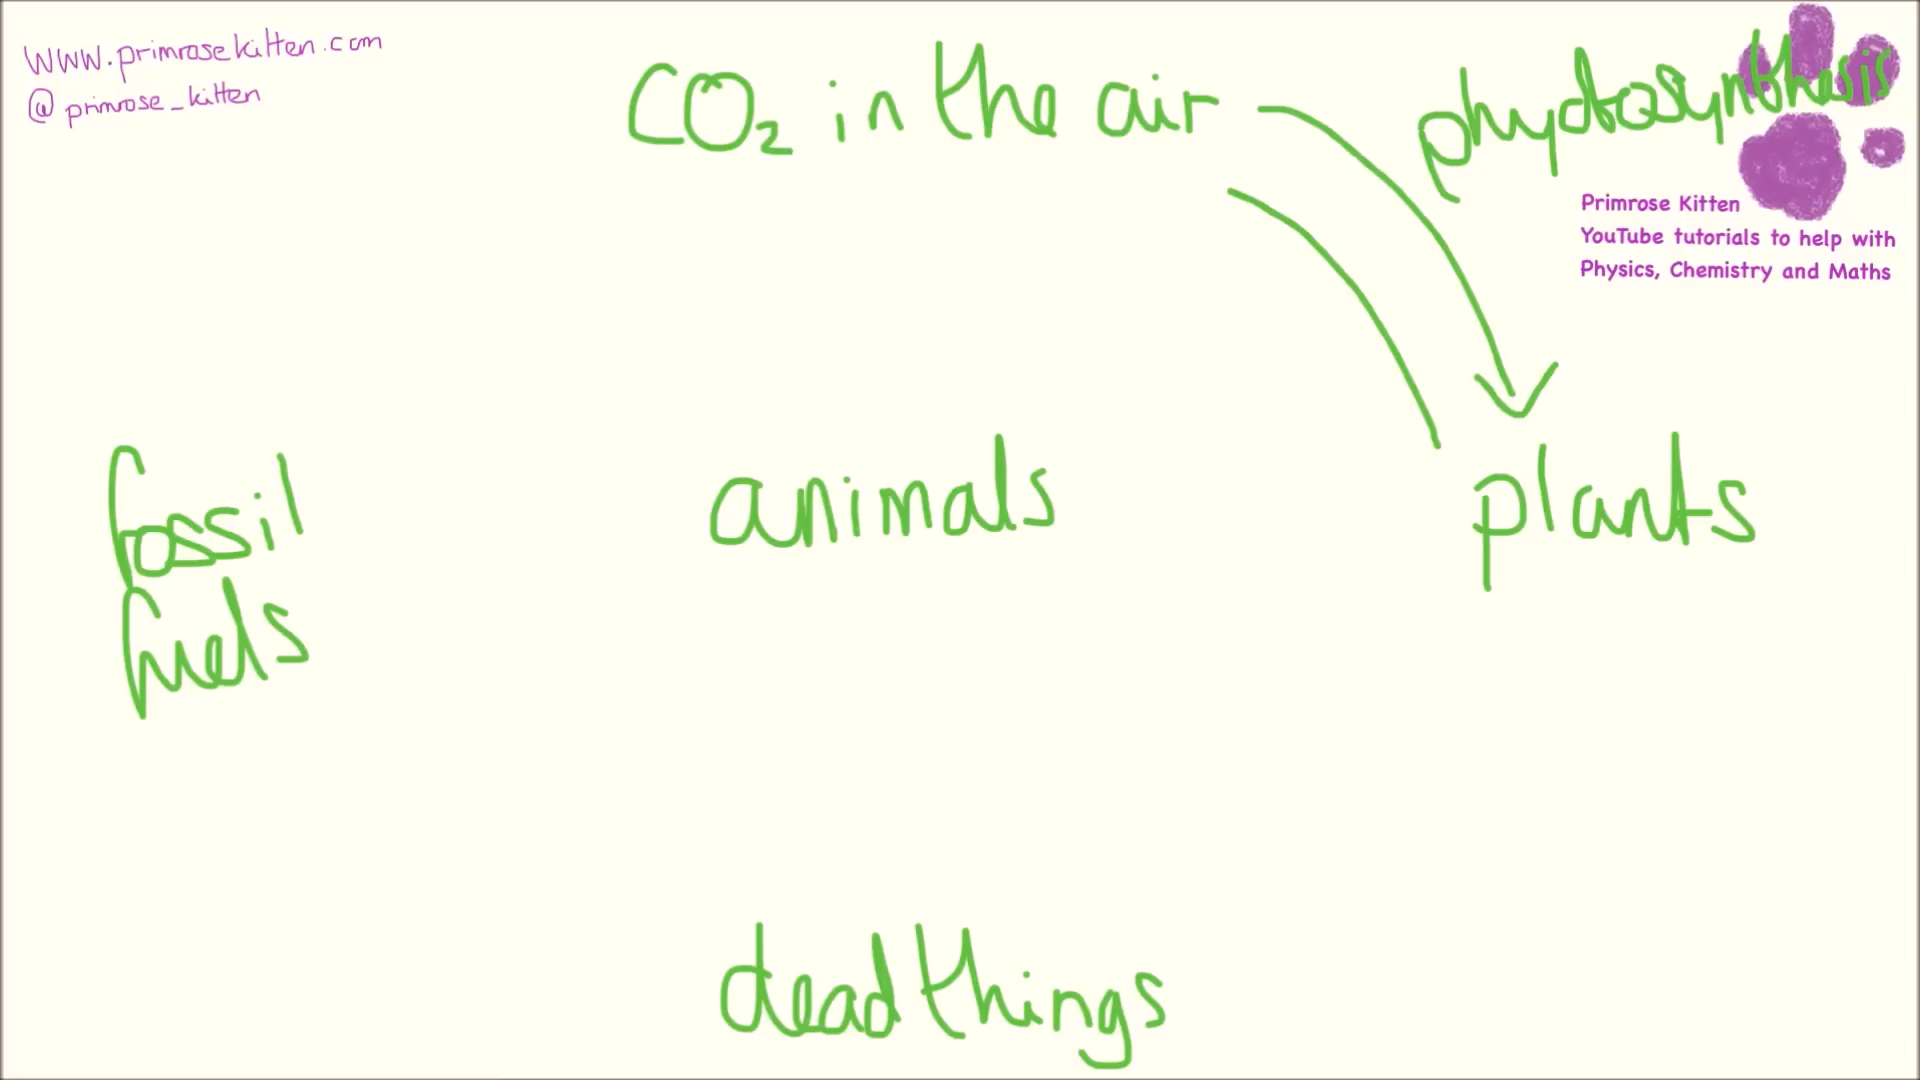 www.primrosekitten.com
@primrose_kitten
CO₂ in the air
phyotosynthesis
Primrose Kitten
YouTube tutorials to help with
Physics, Chemistry and Maths
fossil
fuels
animals
plants
dead things